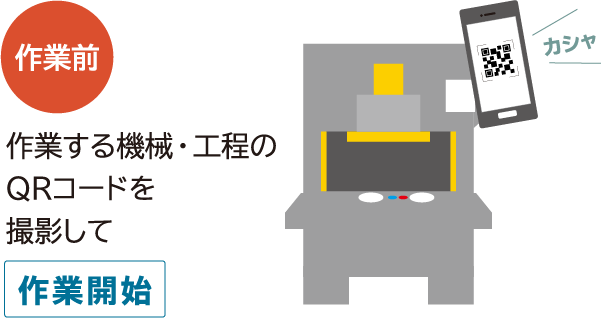 作業前
作業する機械・工程の
QRコードを
撮影して
作業開始
カシャ